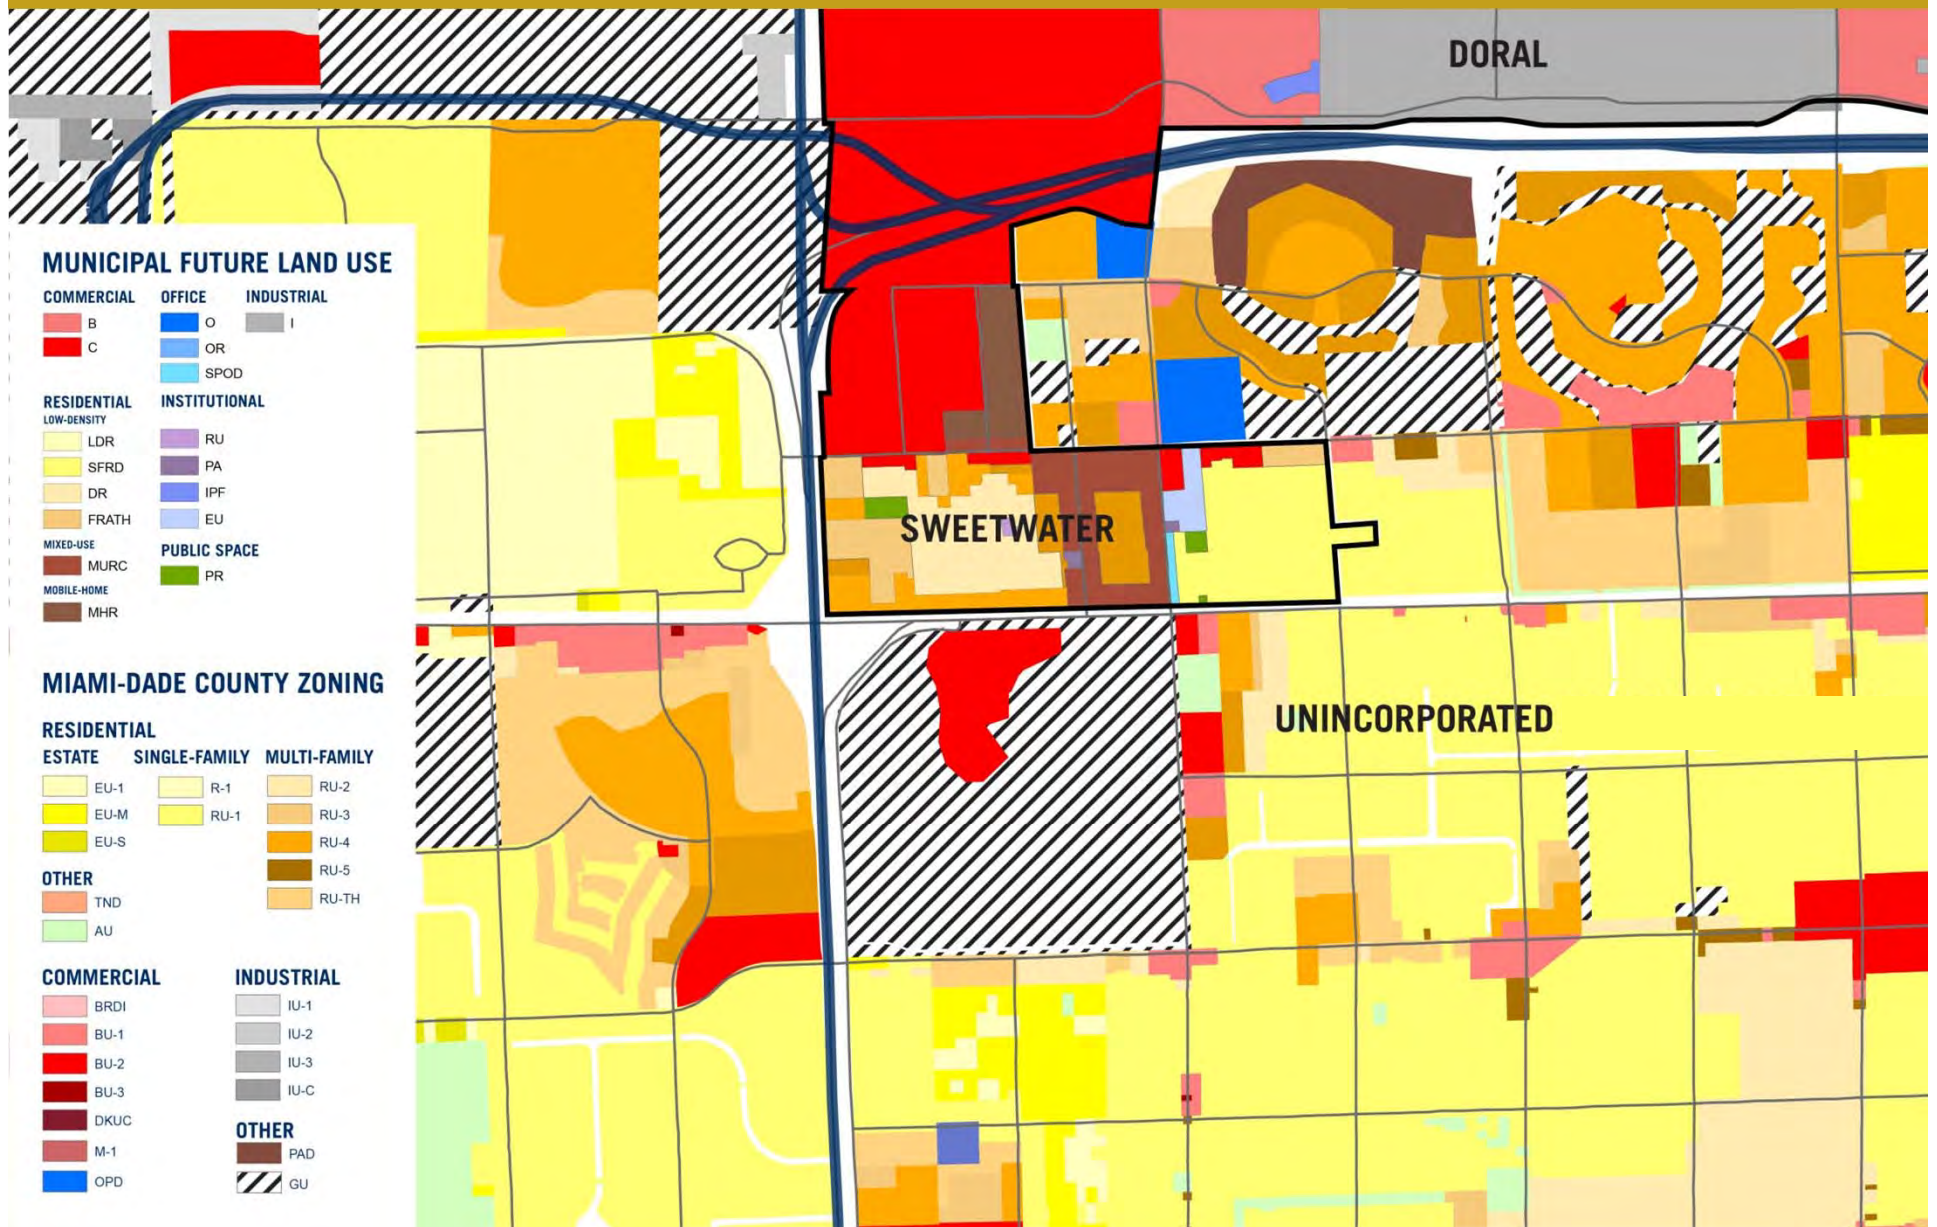 DORAL
MUNICIPAL FUTURE LAND USE
COMMERCIAL OFFICE INDUSTRIAL
B O I
C OR
SPOD
RESIDENTIAL INSTITUTIONAL
LOW-DENSITY
LDR RU
SFRD PA
DR IPF
FRATH EU
MIXED-USE PUBLIC SPACE
MURC PR
MOBILE-HOME
MHR
SWEETWATER
UNINCORPORATED
MIAMI-DADE COUNTY ZONING
RESIDENTIAL
ESTATE SINGLE-FAMILY MULTI-FAMILY
EU-1 R-1 RU-2
EU-M RU-1 RU-3
EU-S RU-4
RU-5
RU-TH
OTHER
TND
AU
COMMERCIAL INDUSTRIAL
BRDI IU-1
BU-1 IU-2
BU-2 IU-3
BU-3 IU-C
DKUC
M-1
OPD
OTHER
PAD
GU